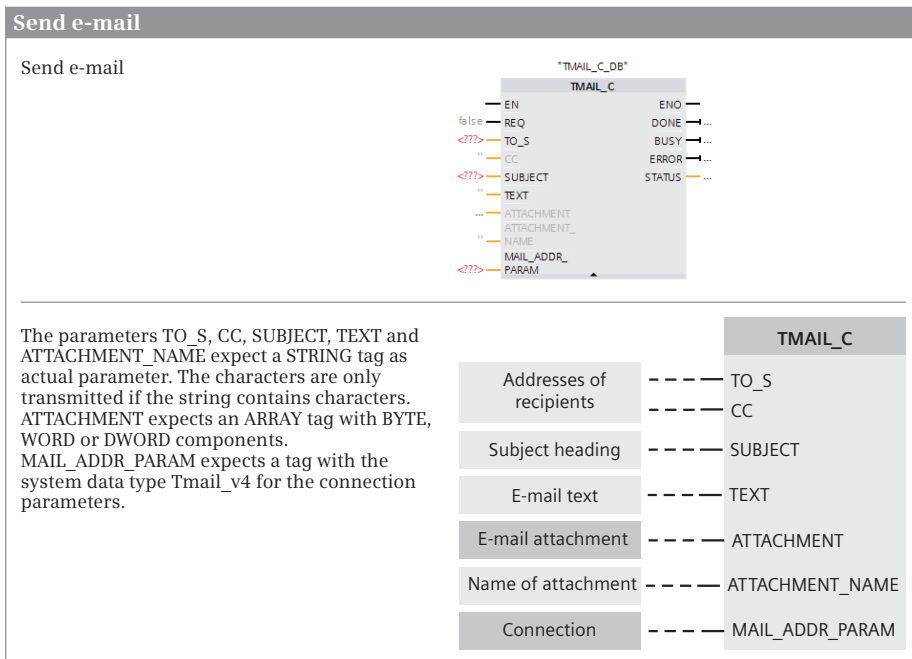 Send e-mail
Send e-mail
"TMAIL_C_DB"
TMAIL_C
EN
ENO
false
REQ
DONE
...
<???>
TO_S
BUSY
...
''
CC
ERROR
...
<???>
SUBJECT
STATUS
...
''
TEXT
...
ATTACHMENT
ATTACHMENT_
''
NAME
MAIL_ADDR_
<???>
PARAM
The parameters TO_S, CC, SUBJECT, TEXT and
ATTACHMENT_NAME expect a STRING tag as
actual parameter. The characters are only
transmitted if the string contains characters.
ATTACHMENT expects an ARRAY tag with BYTE,
WORD or DWORD components.
MAIL_ADDR_PARAM expects a tag with the
system data type Tmail_v4 for the connection
parameters.
TMAIL_C
Addresses of
recipients
TO_S
CC
Subject heading
SUBJECT
E-mail text
TEXT
E-mail attachment
ATTACHMENT
Name of attachment
ATTACHMENT_NAME
Connection
MAIL_ADDR_PARAM